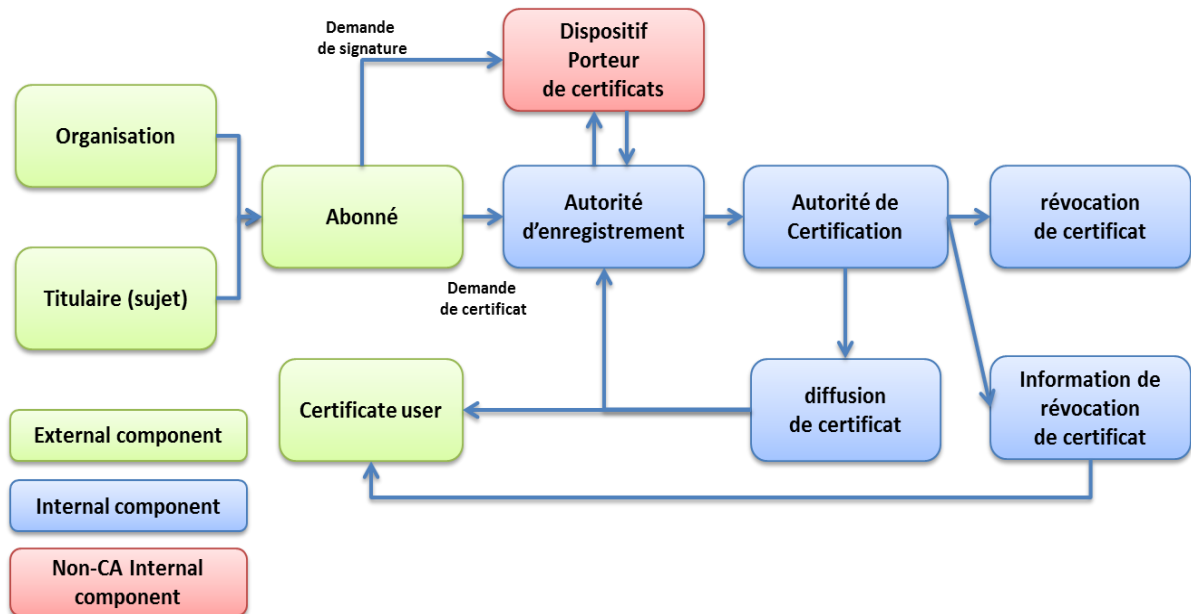 Demande
de signature
Dispositif
Porteur
de certificats
Organisation
Titulaire (sujet)
Abonné
Autorité
d’enregistrement
Autorité de
Certification
révocation
de certificat
Demande
de certificat
Certificate user
diffusion
de certificat
Information de
révocation
de certificat
External component
Internal component
Non-CA Internal
component